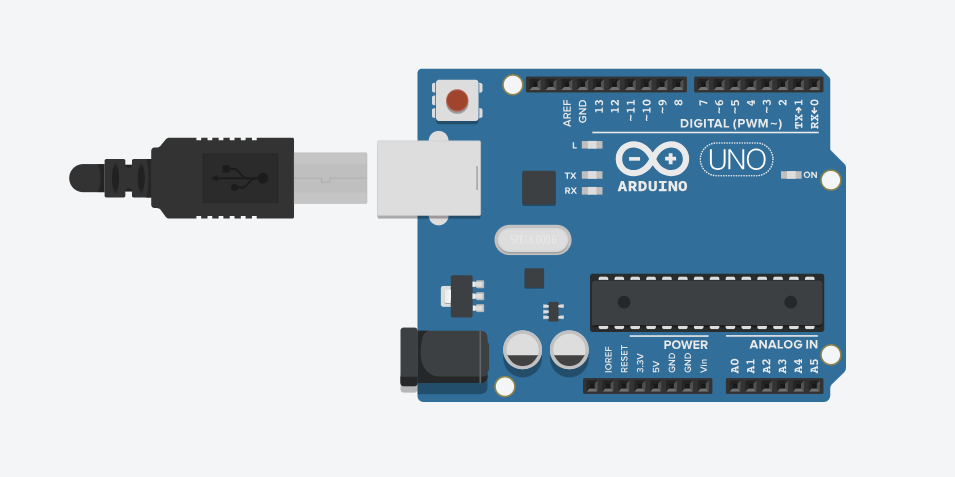 AREF
GND
13
12
~11
~10
~9
8
7
~6
~5
4
~3
2
TX→1
RX←0
DIGITAL (PWM~)
L
TX
RX
ARDUINO
UNO
ON
POWER
ANALOG IN
IOREF
RESET
3.3V
5V
GND
GND
Vin
A0
A1
A2
A3
A4
A5